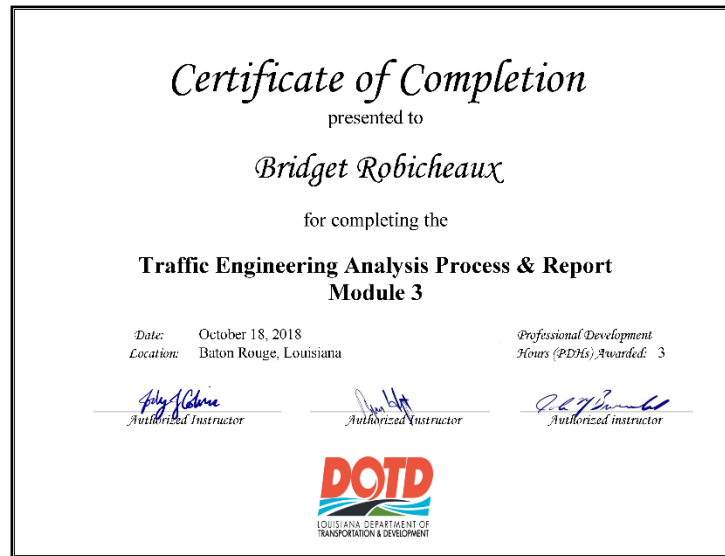 Certificate of Completion
presented to
Bridget Robicheaux
for completing the
Traffic Engineering Analysis Process & Report
Module 3
Date: October 18, 2018
Location: Baton Rouge, Louisiana
Professional Development
Hours (PDHs) Awarded: 3
Authorized Instructor
Authorized Instructor
Authorized instructor
DOTD
LOUISIANA DEPARTMENT OF
TRANSPORTATION & DEVELOPMENT